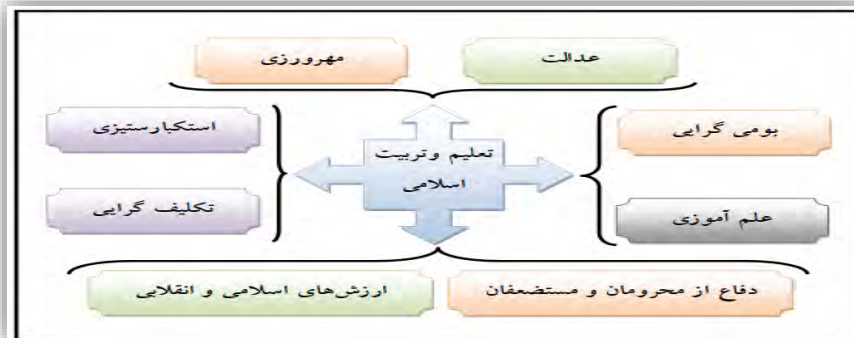 عدالت
مهرورزی
بومی گرایی
علم آموزی
تعلیم وتربیت
اسلامی
استکبارستیزی
تکلیف گرایی
دفاع از محرومان و مستضعفان
ارزش‌های اسلامی و انقلابی